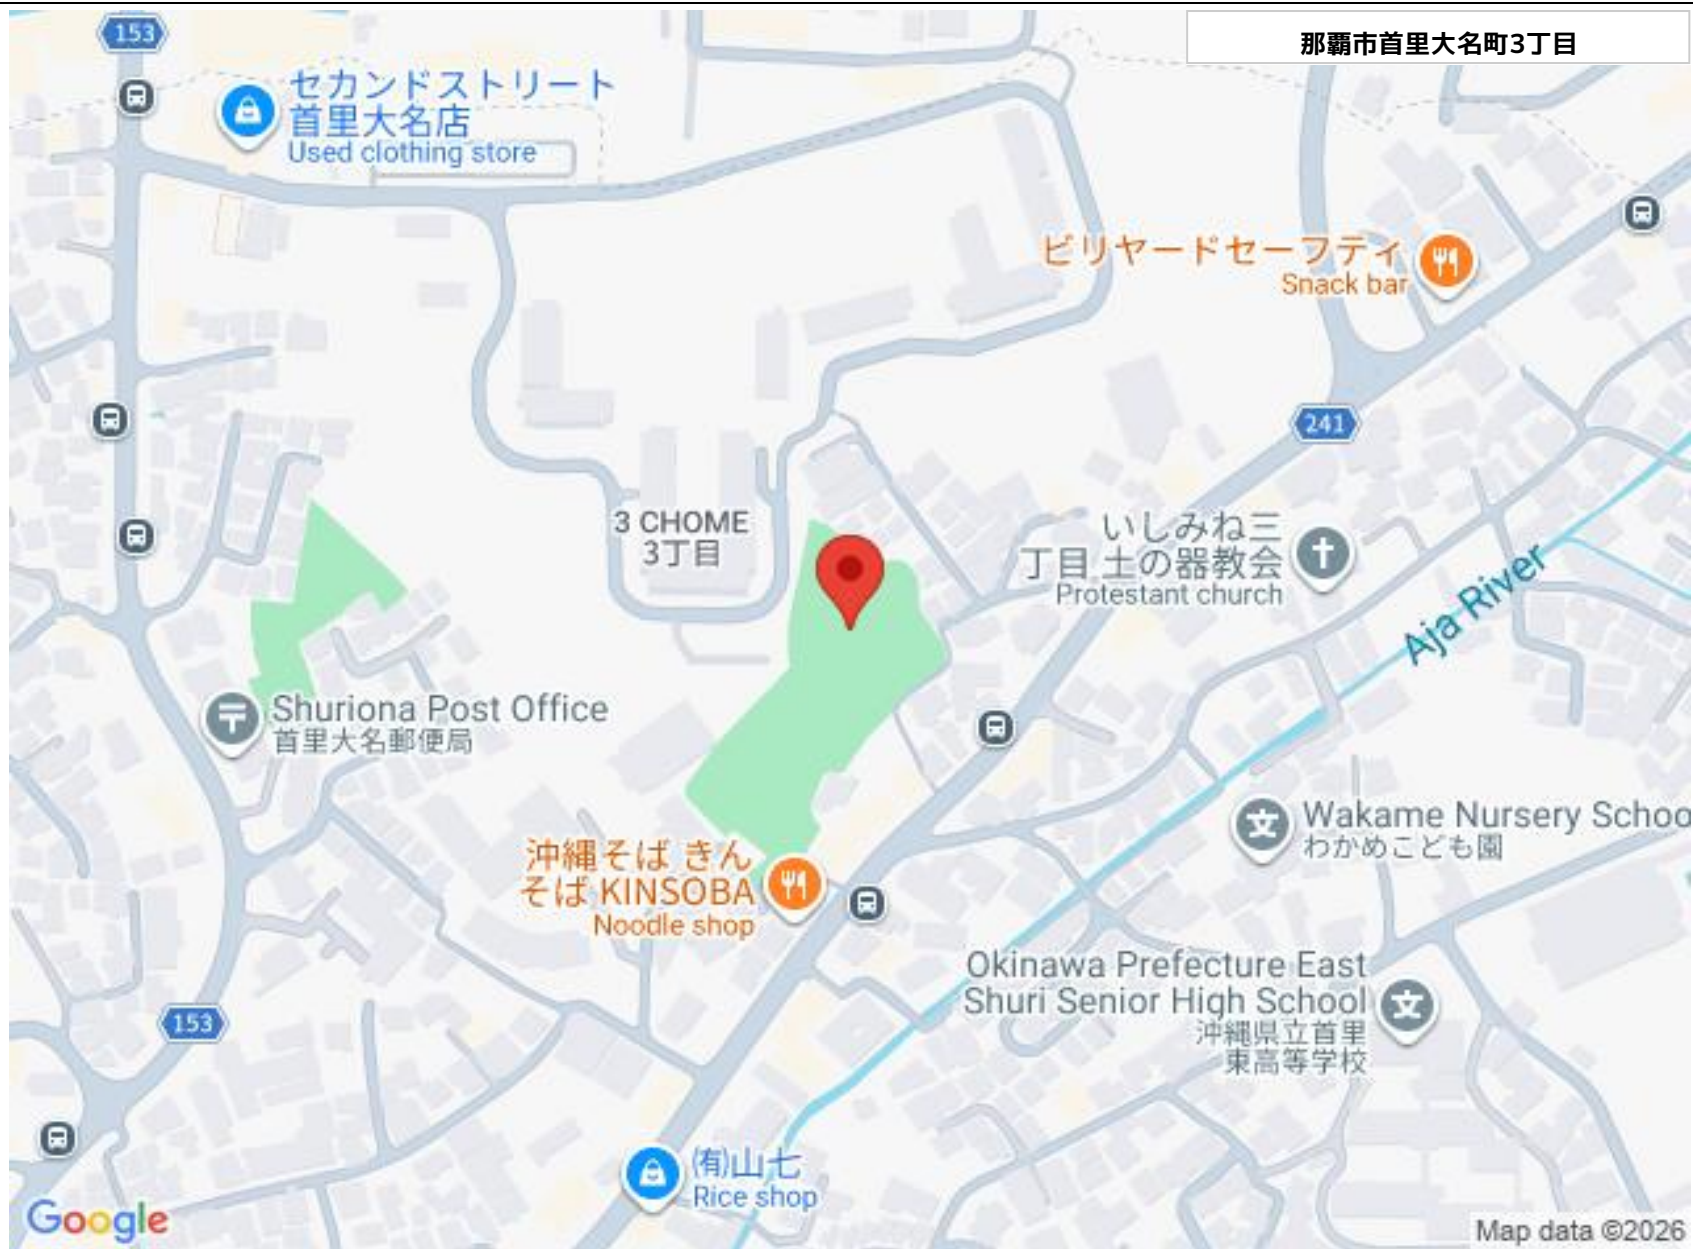 153
那覇市首里大名町3丁目
セカンドストリート
首里大名店
Used clothing store
ビリヤードセーフティ
Snack bar
241
3 CHOME
3丁目
いしみね三
丁目 土の器教会
Protestant church
Aja River
Shuriona Post Office
首里大名郵便局
Wakame Nursery Schoo
わかめこども園
沖縄そば きん
そば KINSOBA
Noodle shop
Okinawa Prefecture East
Shuri Senior High School
沖縄県立首里
東高等学校
153
㈲山七
Rice shop
Google
Map data ©2026